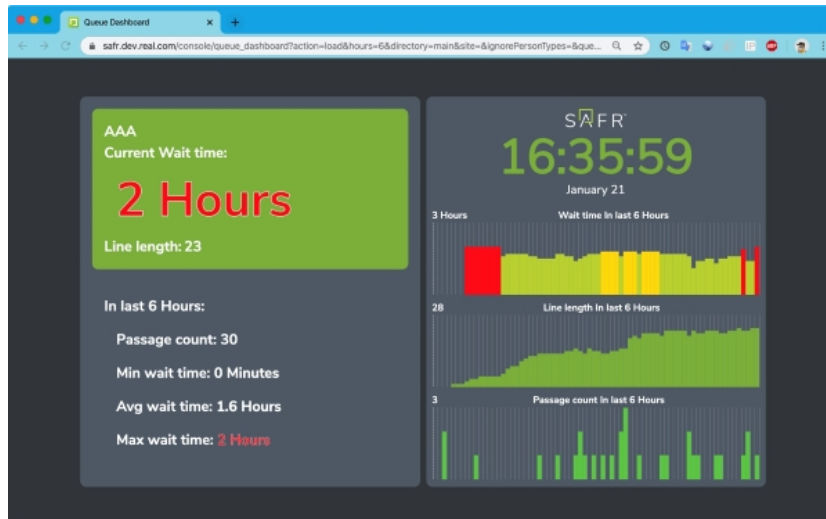 Queue Dashboard
safr.dev.real.com/console/queue_dashboard?action=load&hours=6&directory=main&site=&ignorePersonTypes=&que...
AAA
Current Wait time:
2 Hours
Line length: 23
In last 6 Hours:
Passage count: 30
Min wait time: 0 Minutes
Avg wait time: 1.6 Hours
Max wait time: 2 Hours
SAFR
16:35:59
January 21
3 Hours
Wait time In last 6 Hours
28
Line length In last 6 Hours
3
Passage count In last 6 Hours